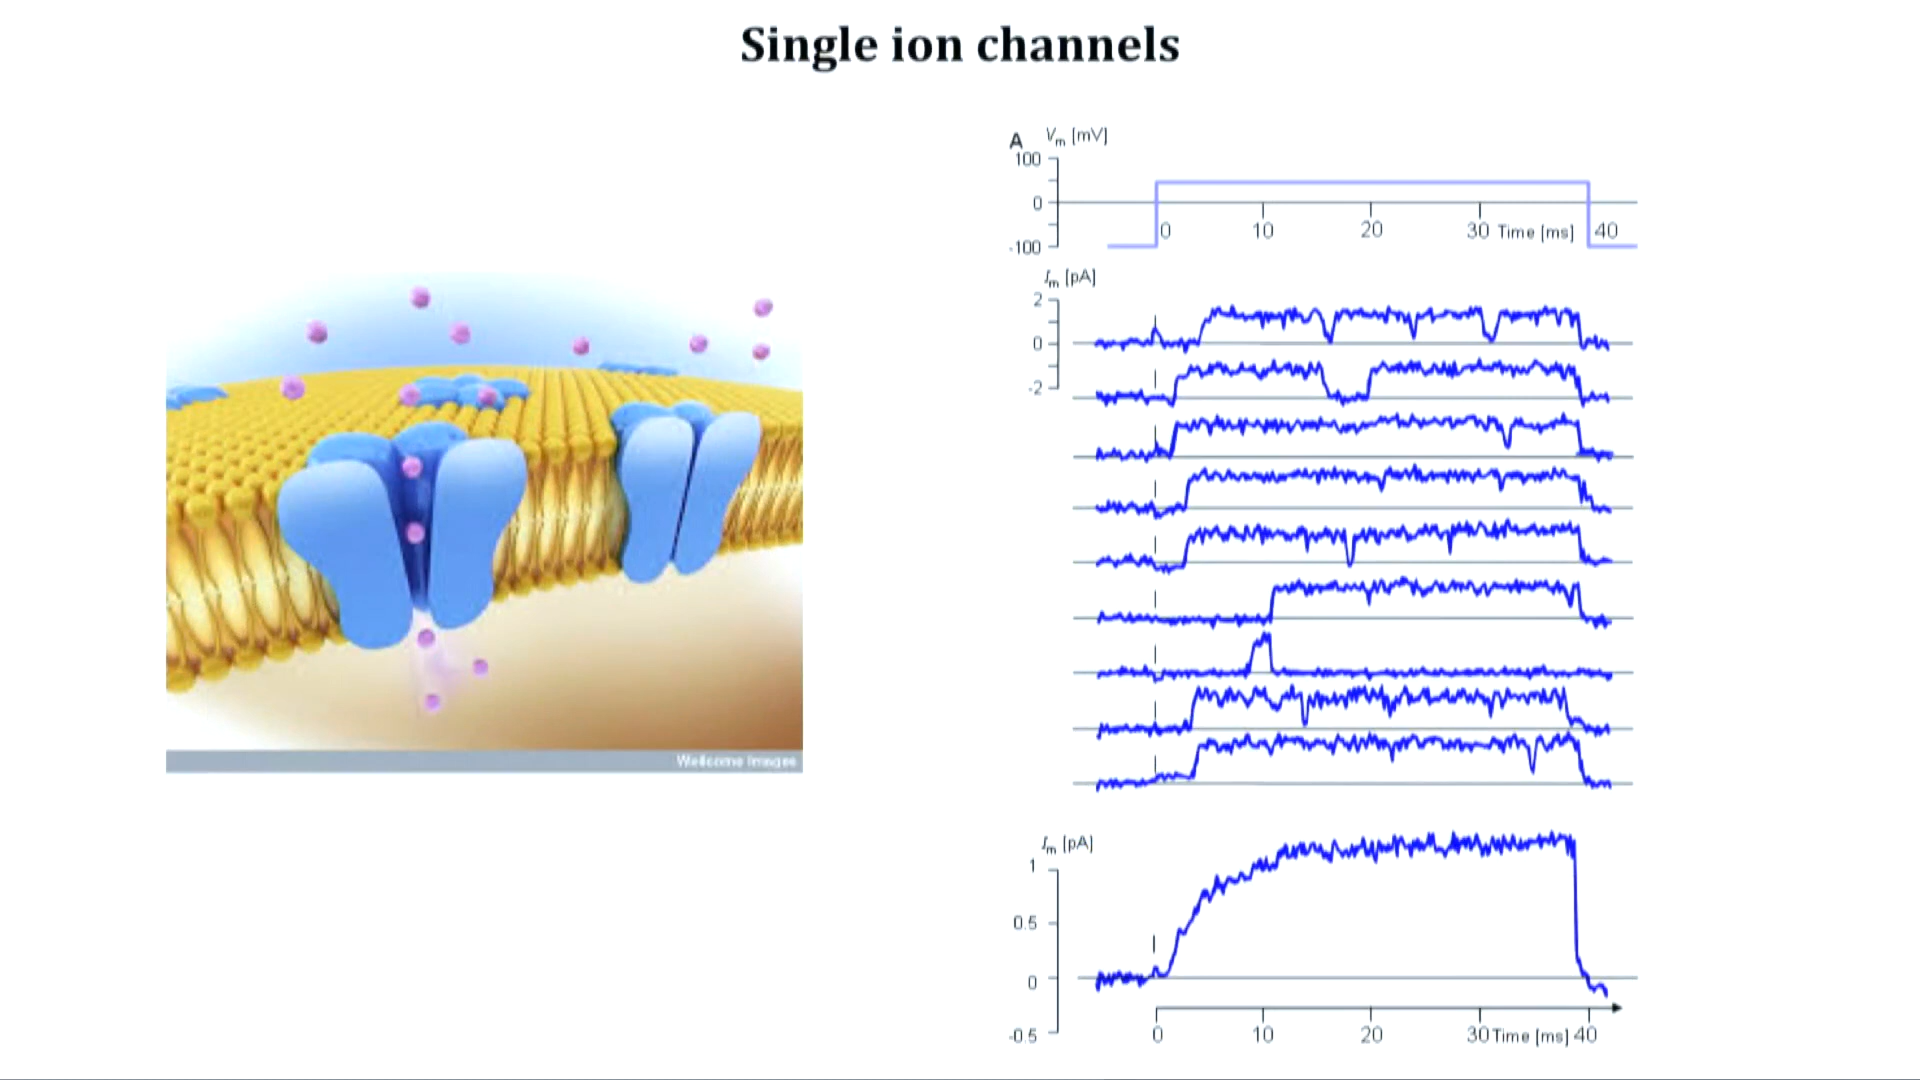 Single ion channels
A Vm [mV]
100
0
-100
0 10 20 30 Time [ms] 40
Im [pA]
2
0
-2
Wellcome Images
Im [pA]
1
0.5
0
-0.5
0 10 20 30 Time [ms] 40